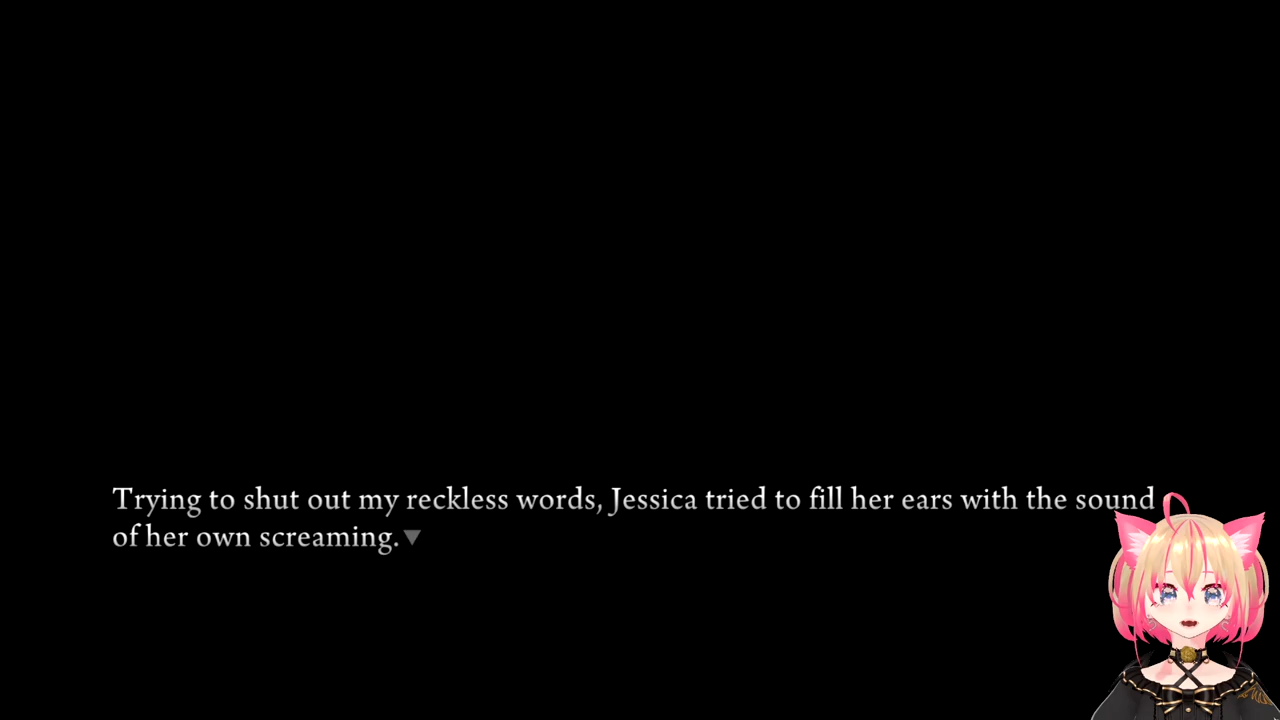 Trying to shut out my reckless words, Jessica tried to fill her ears with the sound
of her own screaming.